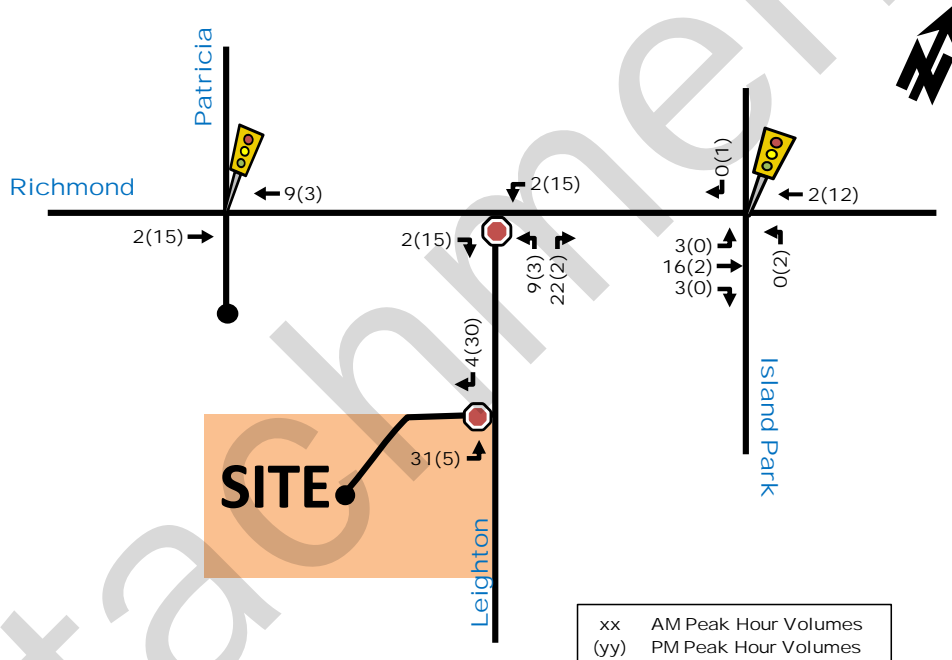 Patricia
Richmond
9(3)
2(15)
2(15)
2(15)
9(3)
22(2)
0(1)
2(12)
3(0)
16(2)
3(0)
0(2)
4(30)
31(5)
SITE
Leighton
Island Park
N
xx AM Peak Hour Volumes
(yy) PM Peak Hour Volumes